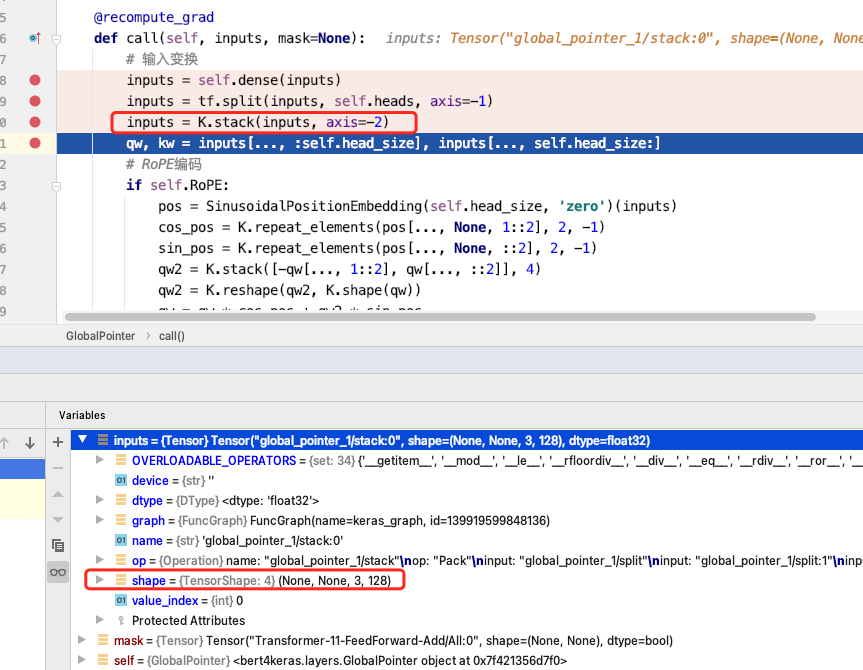 5 @recompute_grad
6 def call(self, inputs, mask=None): inputs: Tensor("global_pointer_1/stack:0", shape=(None, None
7 # 输入变换
8 inputs = self.dense(inputs)
9 inputs = tf.split(inputs, self.heads, axis=-1)
0 inputs = K.stack(inputs, axis=-2)
1 qw, kw = inputs[..., :self.head_size], inputs[..., self.head_size:]
2 # RoPE编码
3 if self.RoPE:
4 pos = SinusoidalPositionEmbedding(self.head_size, 'zero')(inputs)
5 cos_pos = K.repeat_elements(pos[..., None, 1::2], 2, -1)
6 sin_pos = K.repeat_elements(pos[..., None, ::2], 2, -1)
7 qw2 = K.stack([-qw[..., 1::2], qw[..., ::2]], 4)
8 qw2 = K.reshape(qw2, K.shape(qw))
9
GlobalPointer › call()
Variables
inputs = {Tensor} Tensor("global_pointer_1/stack:0", shape=(None, None, 3, 128), dtype=float32)
OVERLOADABLE_OPERATORS = {set: 34} {'__getitem__', '__mod__', '__le__', '__rfloordiv__', '__div__', '__eq__', '__rdiv__', '__ror__', '__
01 device = {str} ''
dtype = {DType} <dtype: 'float32'>
graph = {FuncGraph} FuncGraph(name=keras_graph, id=139919599848136)
01 name = {str} 'global_pointer_1/stack:0'
op = {Operation} name: "global_pointer_1/stack"\nop: "Pack"\ninput: "global_pointer_1/split"\ninput: "global_pointer_1/split:1"\ninpu
shape = {TensorShape: 4} (None, None, 3, 128)
01 value_index = {int} 0
Protected Attributes
mask = {Tensor} Tensor("Transformer-11-FeedForward-Add/All:0", shape=(None, None), dtype=bool)
self = {GlobalPointer} <bert4keras.layers.GlobalPointer object at 0x7f421356d7f0>